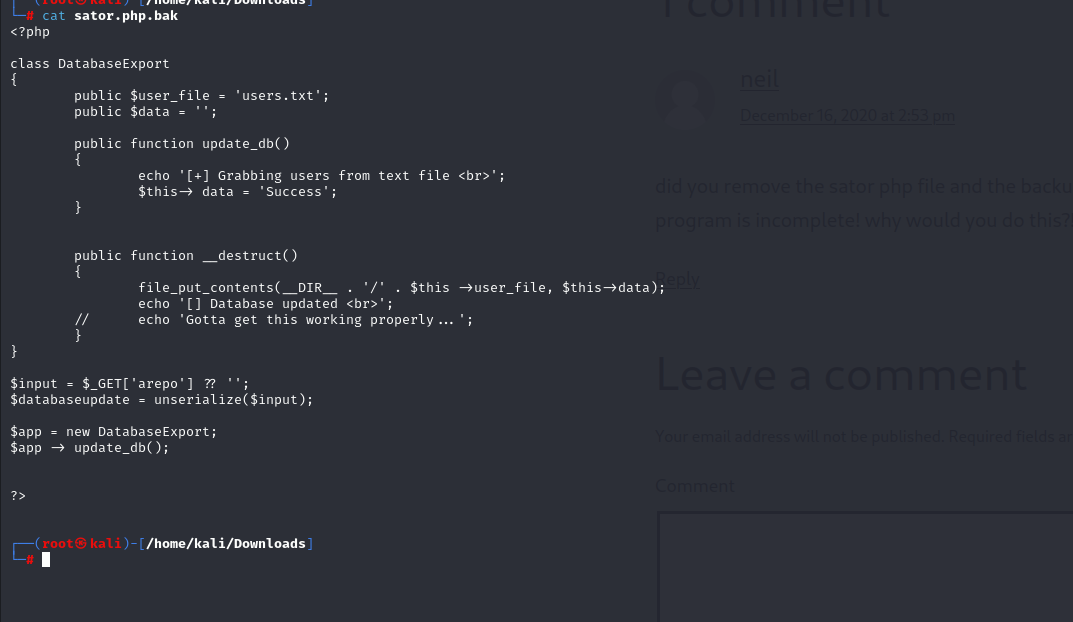 (root㉿kali)-[/home/kali/Downloads]
# cat sator.php.bak
<?php
class DatabaseExport
{
public $user_file = 'users.txt';
public $data = '';
public function update_db()
{
echo '[+] Grabbing users from text file <br>';
$this-> data = 'Success';
}
public function __destruct()
{
file_put_contents(__DIR__ . '/' . $this ->user_file, $this->data);
echo '[] Database updated <br>';
// echo 'Gotta get this working properly...';
}
}
$input = $_GET['arepo'] ?? '';
$databaseupdate = unserialize($input);
$app = new DatabaseExport;
$app -> update_db();
?>
(root㉿kali)-[/home/kali/Downloads]
#
1 comment
neil
December 16, 2020 at 2:53 pm
did you remove the sator php file and the
program is incomplete! why would you do this?
Reply
Leave a comment
Your email address will not be published. Required fields
Comment